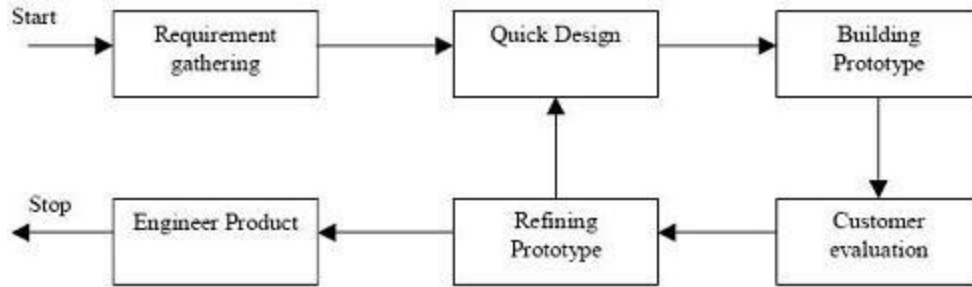 Start
Requirement
gathering
Quick Design
Building
Prototype
Stop
Engineer Product
Refining
Prototype
Customer
evaluation